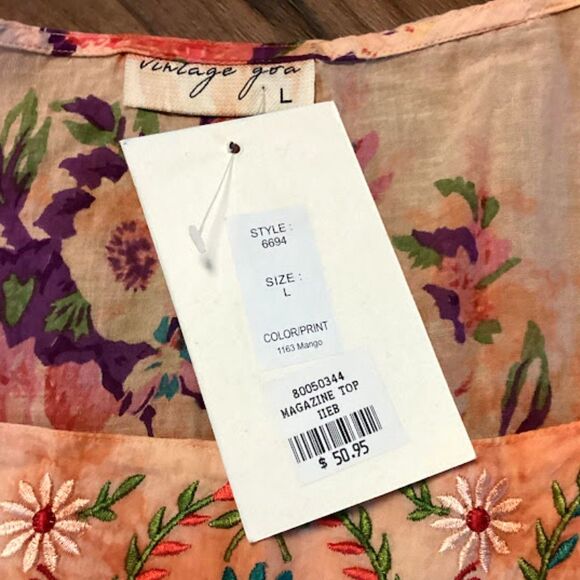 vintage goa
L
STYLE :
6694
SIZE :
L
COLOR/PRINT
1163 Mango
80050344
MAGAZINE TOP
IIEB
$ 50.95